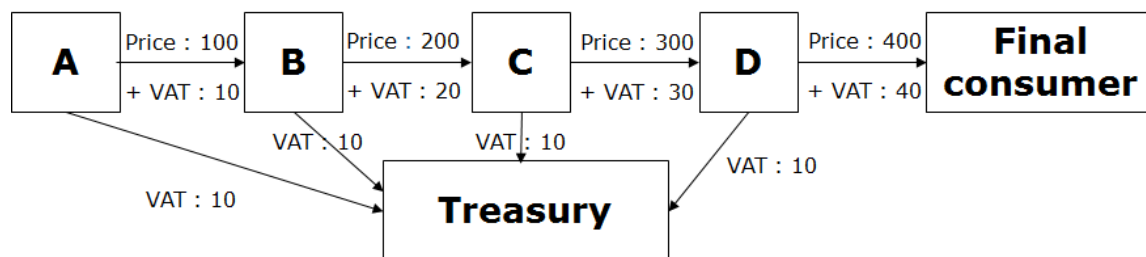 A
Price : 100
+ VAT : 10
B
Price : 200
+ VAT : 20
C
Price : 300
+ VAT : 30
D
Price : 400
+ VAT : 40
Final
consumer
VAT : 10
VAT : 10
VAT : 10
VAT : 10
Treasury